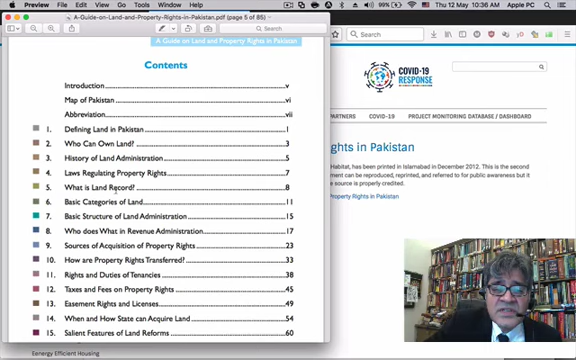 Preview File Edit View Go Tools Window Help
99% Thu 12 May 10:36 AM Apple PC
A-Guide-on-Land-and-Property-Rights-in-Pakistan.pdf (page 5 of 85)
Search
Search
A Guide on Land and Property Rights in Pakistan
Contents
Introduction v
Map of Pakistan vi
Abbreviation vii
1. Defining Land in Pakistan 1
2. Who Can Own Land? 3
3. History of Land Administration 5
4. Laws Regulating Property Rights 7
5. What is Land Record? 8
6. Basic Categories of Land 11
7. Basic Structure of Land Administration 15
8. Who does What in Revenue Administration 17
9. Sources of Acquisition of Property Rights 23
10. How are Property Rights Transferred? 33
11. Rights and Duties of Tenancies 38
12. Taxes and Fees on Property Rights 45
13. Easement Rights and Licenses 49
14. When and How State can Acquire Land 54
15. Salient Features of Land Reforms 60
COVID-19
RESPONSE
PARTNERS COVID-19 PROJECT MONITORING DATABASE / DASHBOARD
ghts in Pakistan
Habitat, has been printed in Islamabad in December 2012. This is the second
ment can be reproduced, reprinted, and referred to for public awareness but it
e source is properly credited.
Property Rights in Pakistan
Eenergy Efficient Housing